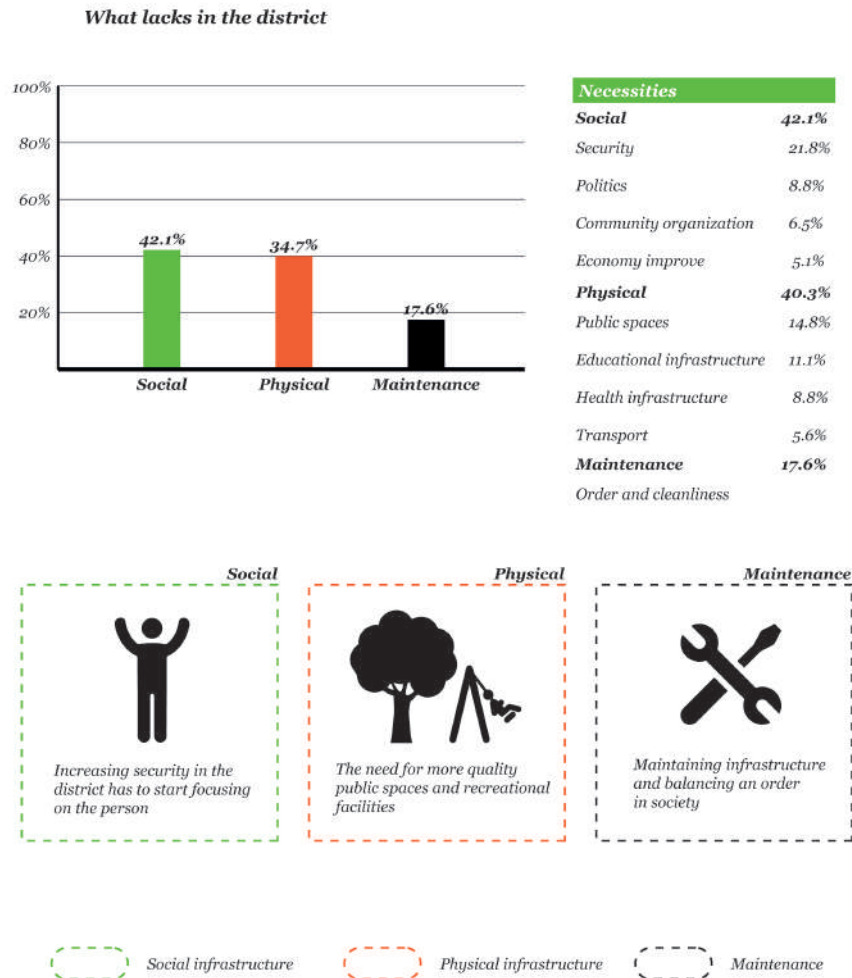 What lacks in the district
100%
80%
60%
40%
20%
42.1%
34.7%
17.6%
Social
Physical
Maintenance
Necessities
Social 42.1%
Security 21.8%
Politics 8.8%
Community organization 6.5%
Economy improve 5.1%
Physical 40.3%
Public spaces 14.8%
Educational infrastructure 11.1%
Health infrastructure 8.8%
Transport 5.6%
Maintenance 17.6%
Order and cleanliness
Social
Increasing security in the
district has to start focusing
on the person
Physical
The need for more quality
public spaces and recreational
facilities
Maintenance
Maintaining infrastructure
and balancing an order
in society
Social infrastructure
Physical infrastructure
Maintenance